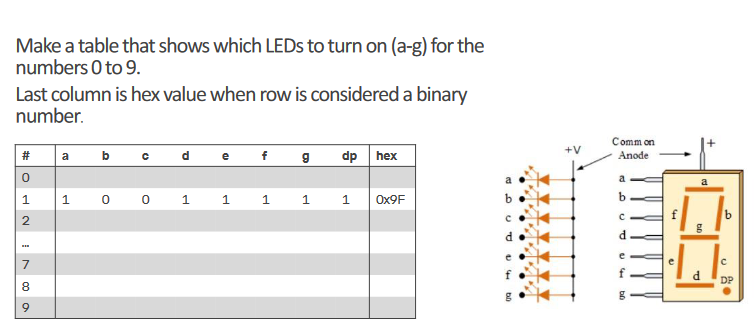 Make a table that shows which LEDs to turn on (a-g) for the
numbers 0 to 9.
Last column is hex value when row is considered a binary
number.
# a b c d e f g dp hex
0
1 1 0 0 1 1 1 1 1 0x9F
2
...
7
8
9
+V
a
b
c
d
e
f
g
Common
Anode
+
a
b
c
d
e
f
g
a
f b
g
e c
d DP